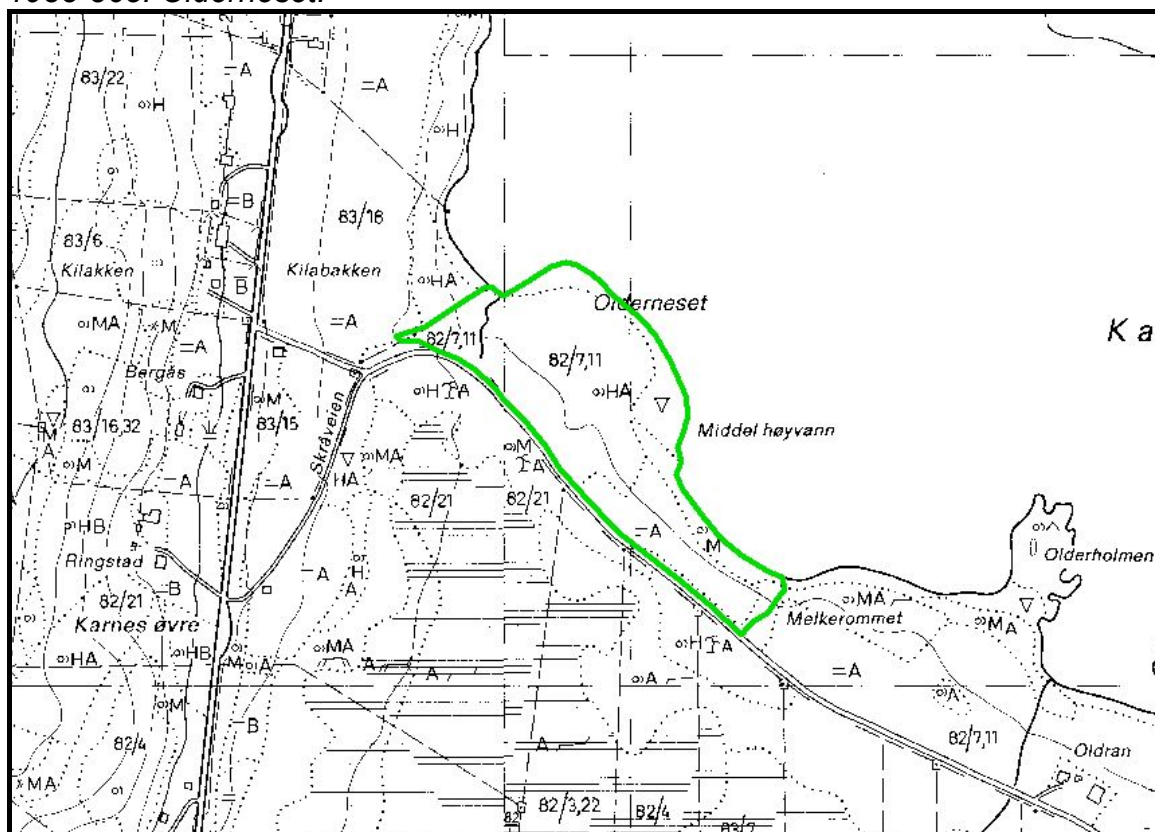 83/22
H
A
A
H
B
83/18
83/6
Kilakken
Kilabakken
B
HA
Olderneset
MA
M
A
A
82/7,11
82/7,11
Ka
Bergås
M
H
A
HA
83/16,32
83/15
Skråveien
Middel høyvann
M
A
M
A
A
MA
HA
M
A
82/21
82/21
HB
A
M
Olderholmen
Ringstad
B
A
H
A
82/21
Karnes øvre
MA
Melkerommet
MA
HA
HB
M
A
MA
H
A
A
A
A
A
M
B
A
82/4
82/7,11
Oldran
MA
A
82/3,22
82/4
83/7